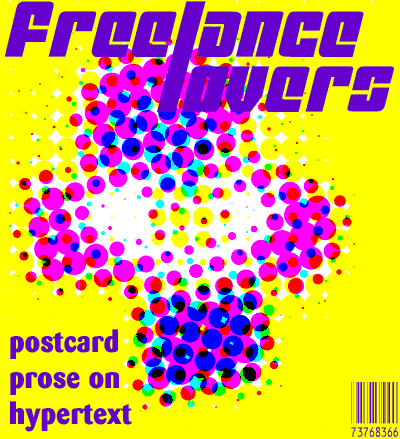 freelance
lovers
postcard
prose on
hypertext
73768366